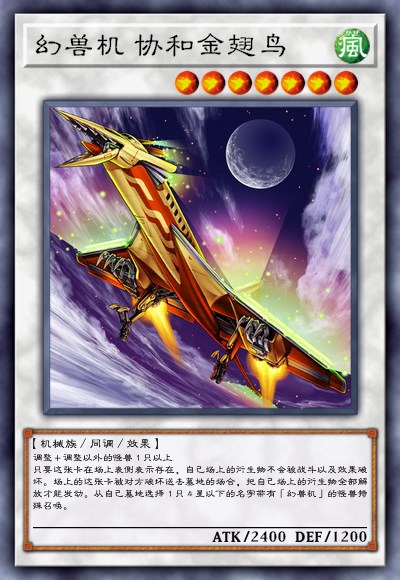 幻兽机 协和金翅鸟
風
【机械族／同调／效果】
调整＋调整以外的怪兽1只以上
只要这张卡在场上表侧表示存在，自己场上的衍生物不会被战斗以及效果破
坏。场上的这张卡被对方破坏送去墓地的场合，把自己场上的衍生物全部解
放才能发动。从自己墓地选择1只4星以下的名字带有「幻兽机」的怪兽特
殊召唤。
ATK/2400 DEF/1200